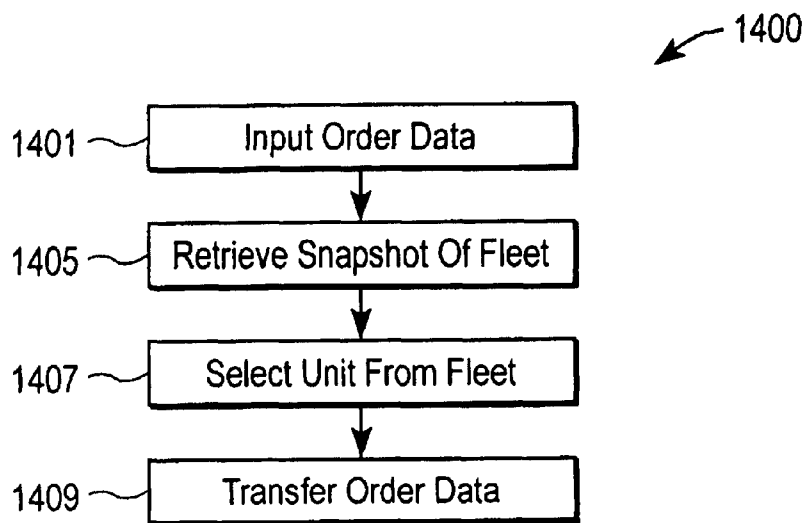 1400
1401 Input Order Data
1405 Retrieve Snapshot Of Fleet
1407 Select Unit From Fleet
1409 Transfer Order Data